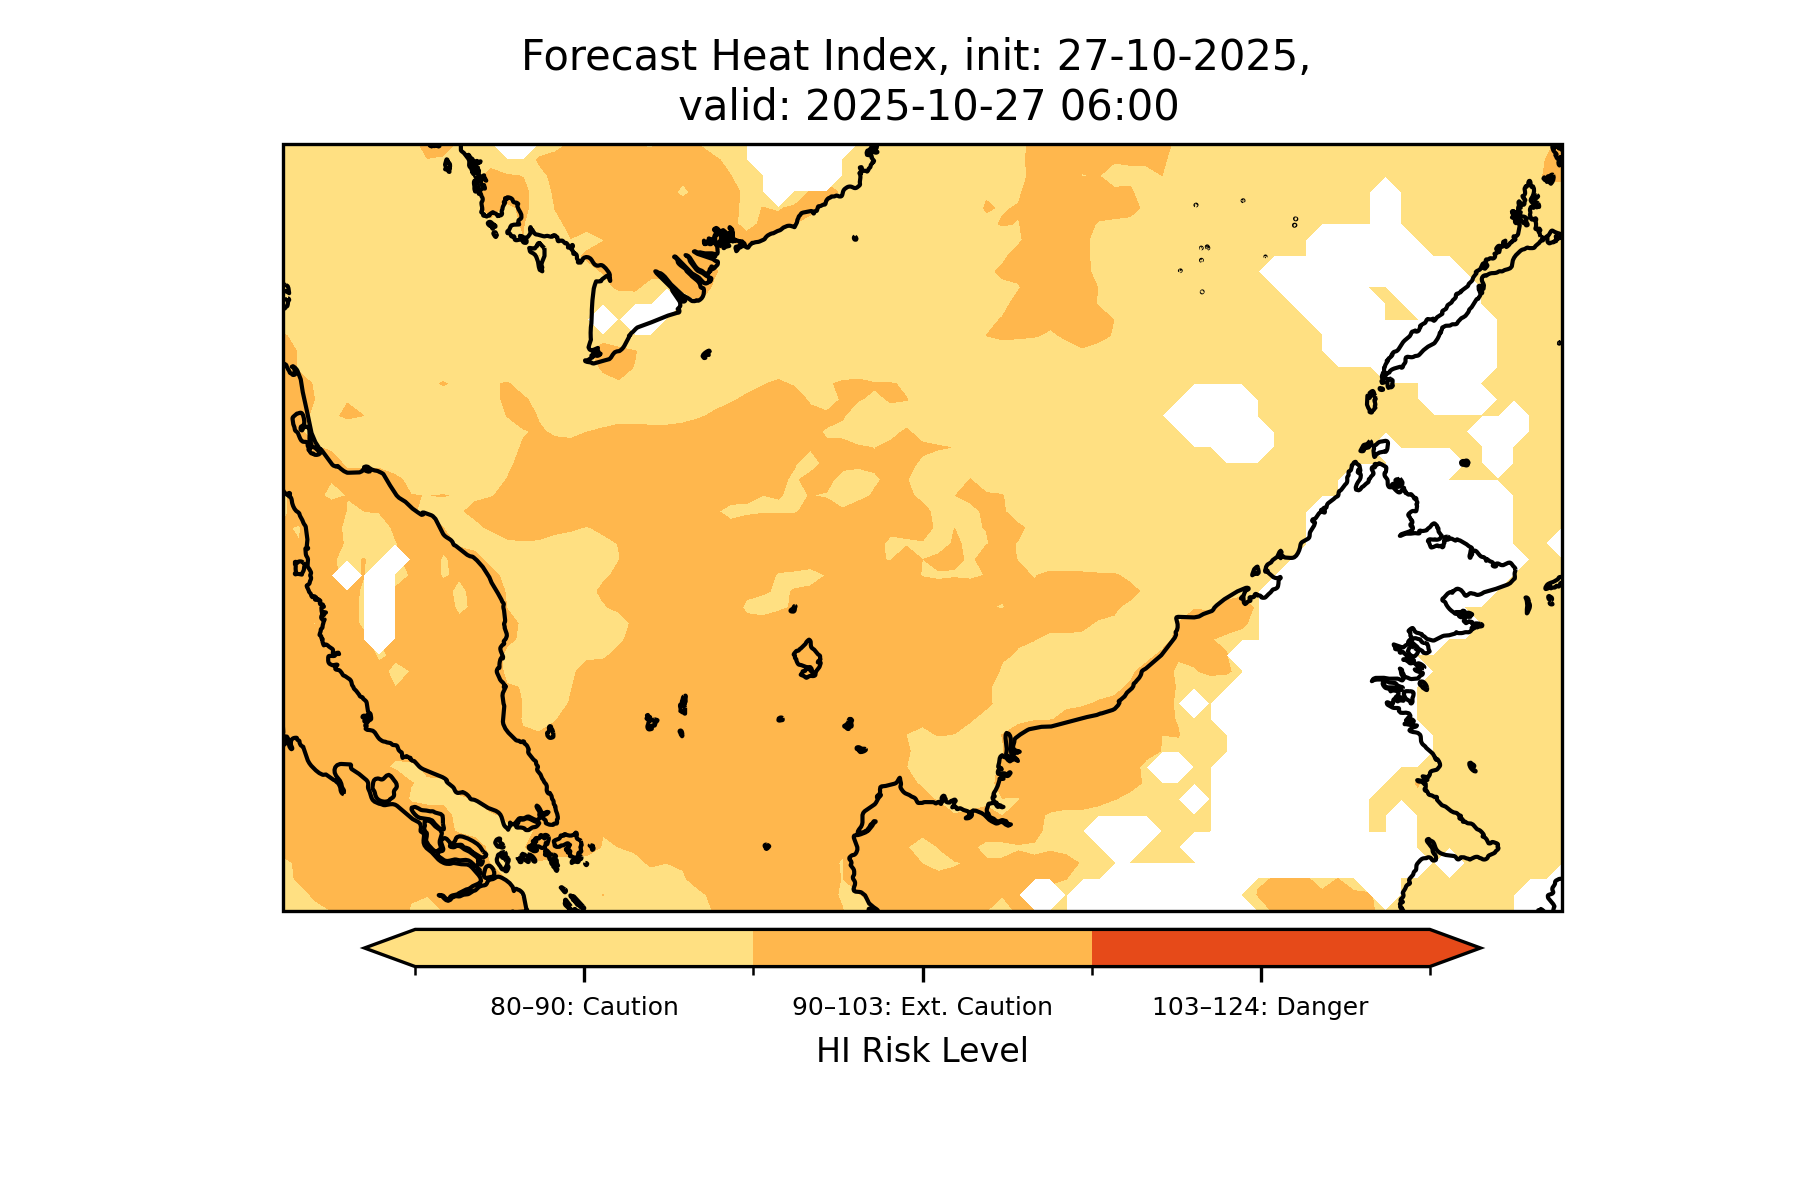 Forecast Heat Index, init: 27-10-2025,
valid: 2025-10-27 06:00
80–90: Caution
90–103: Ext. Caution
103–124: Danger
HI Risk Level